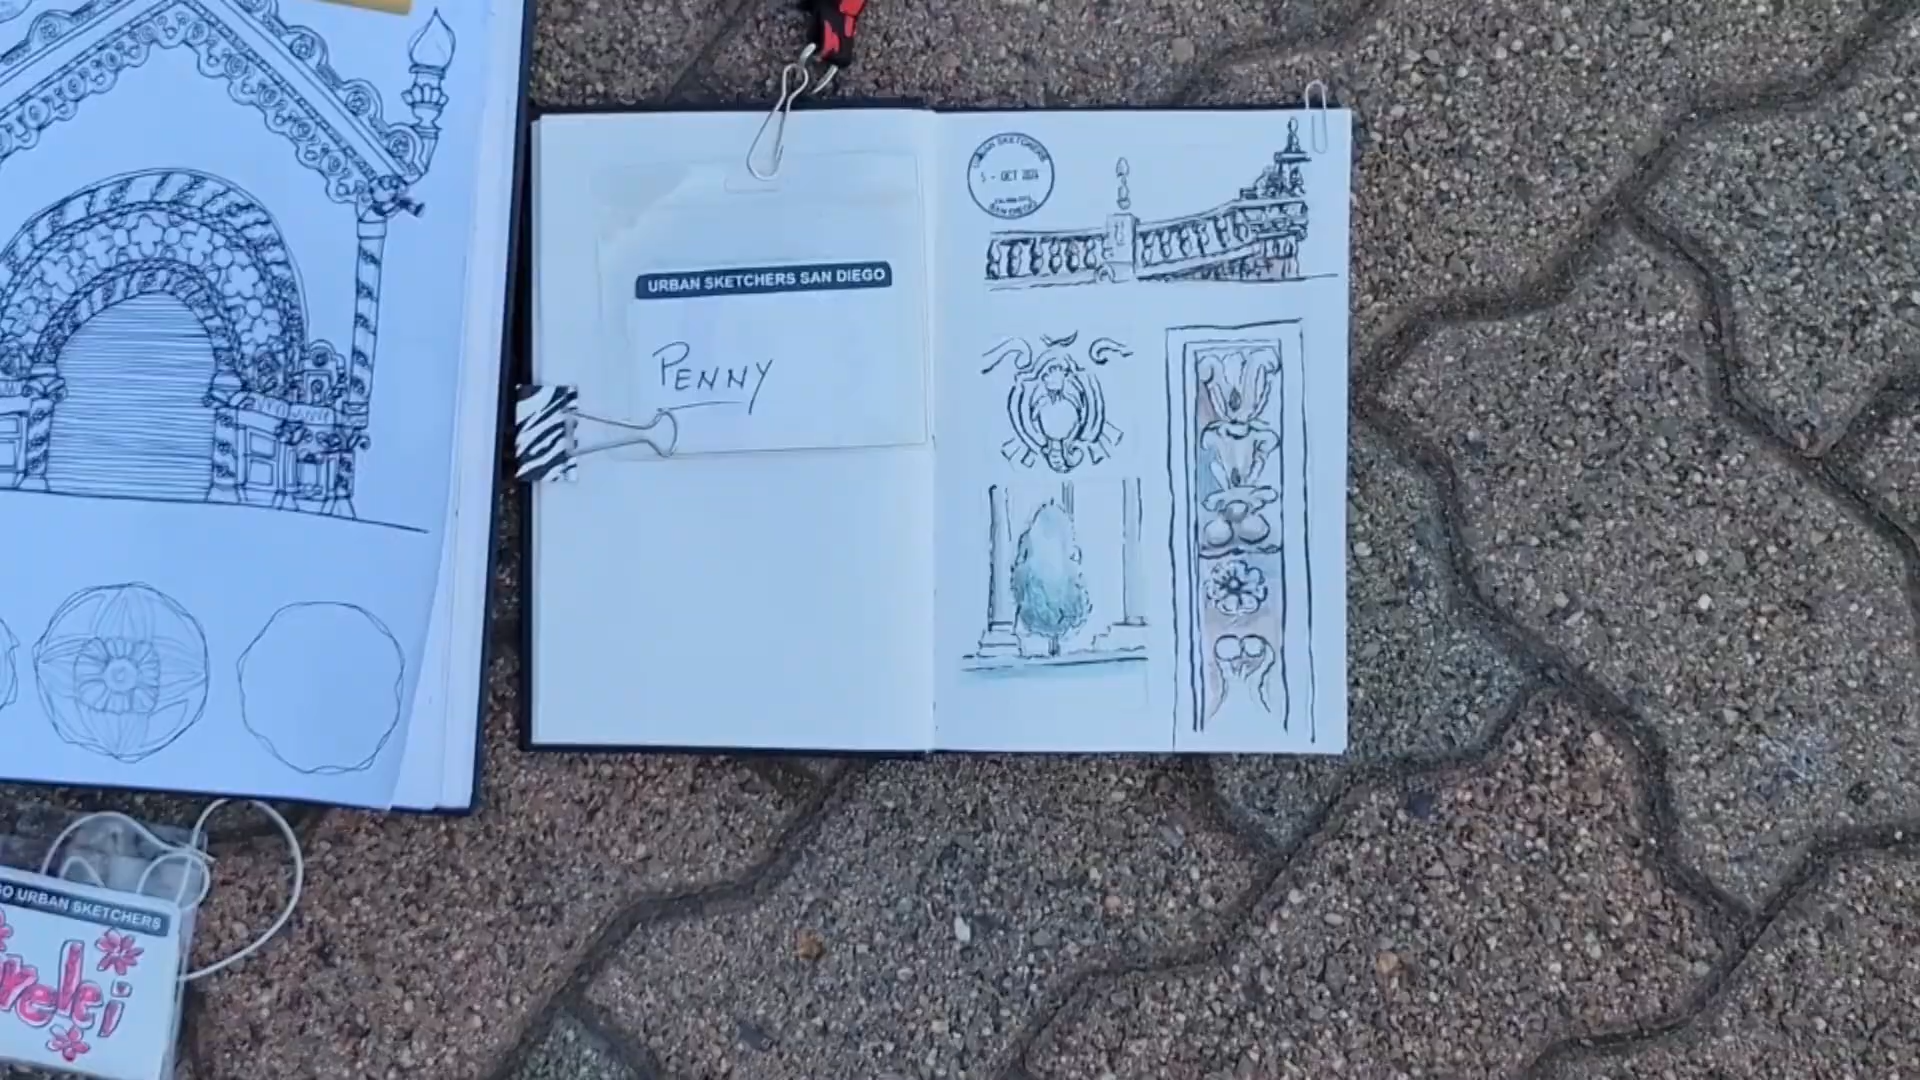 URBAN SKETCHERS
5 - OCT 2024
SAN DIEGO
URBAN SKETCHERS SAN DIEGO
PENNY
URBAN SKETCHERS